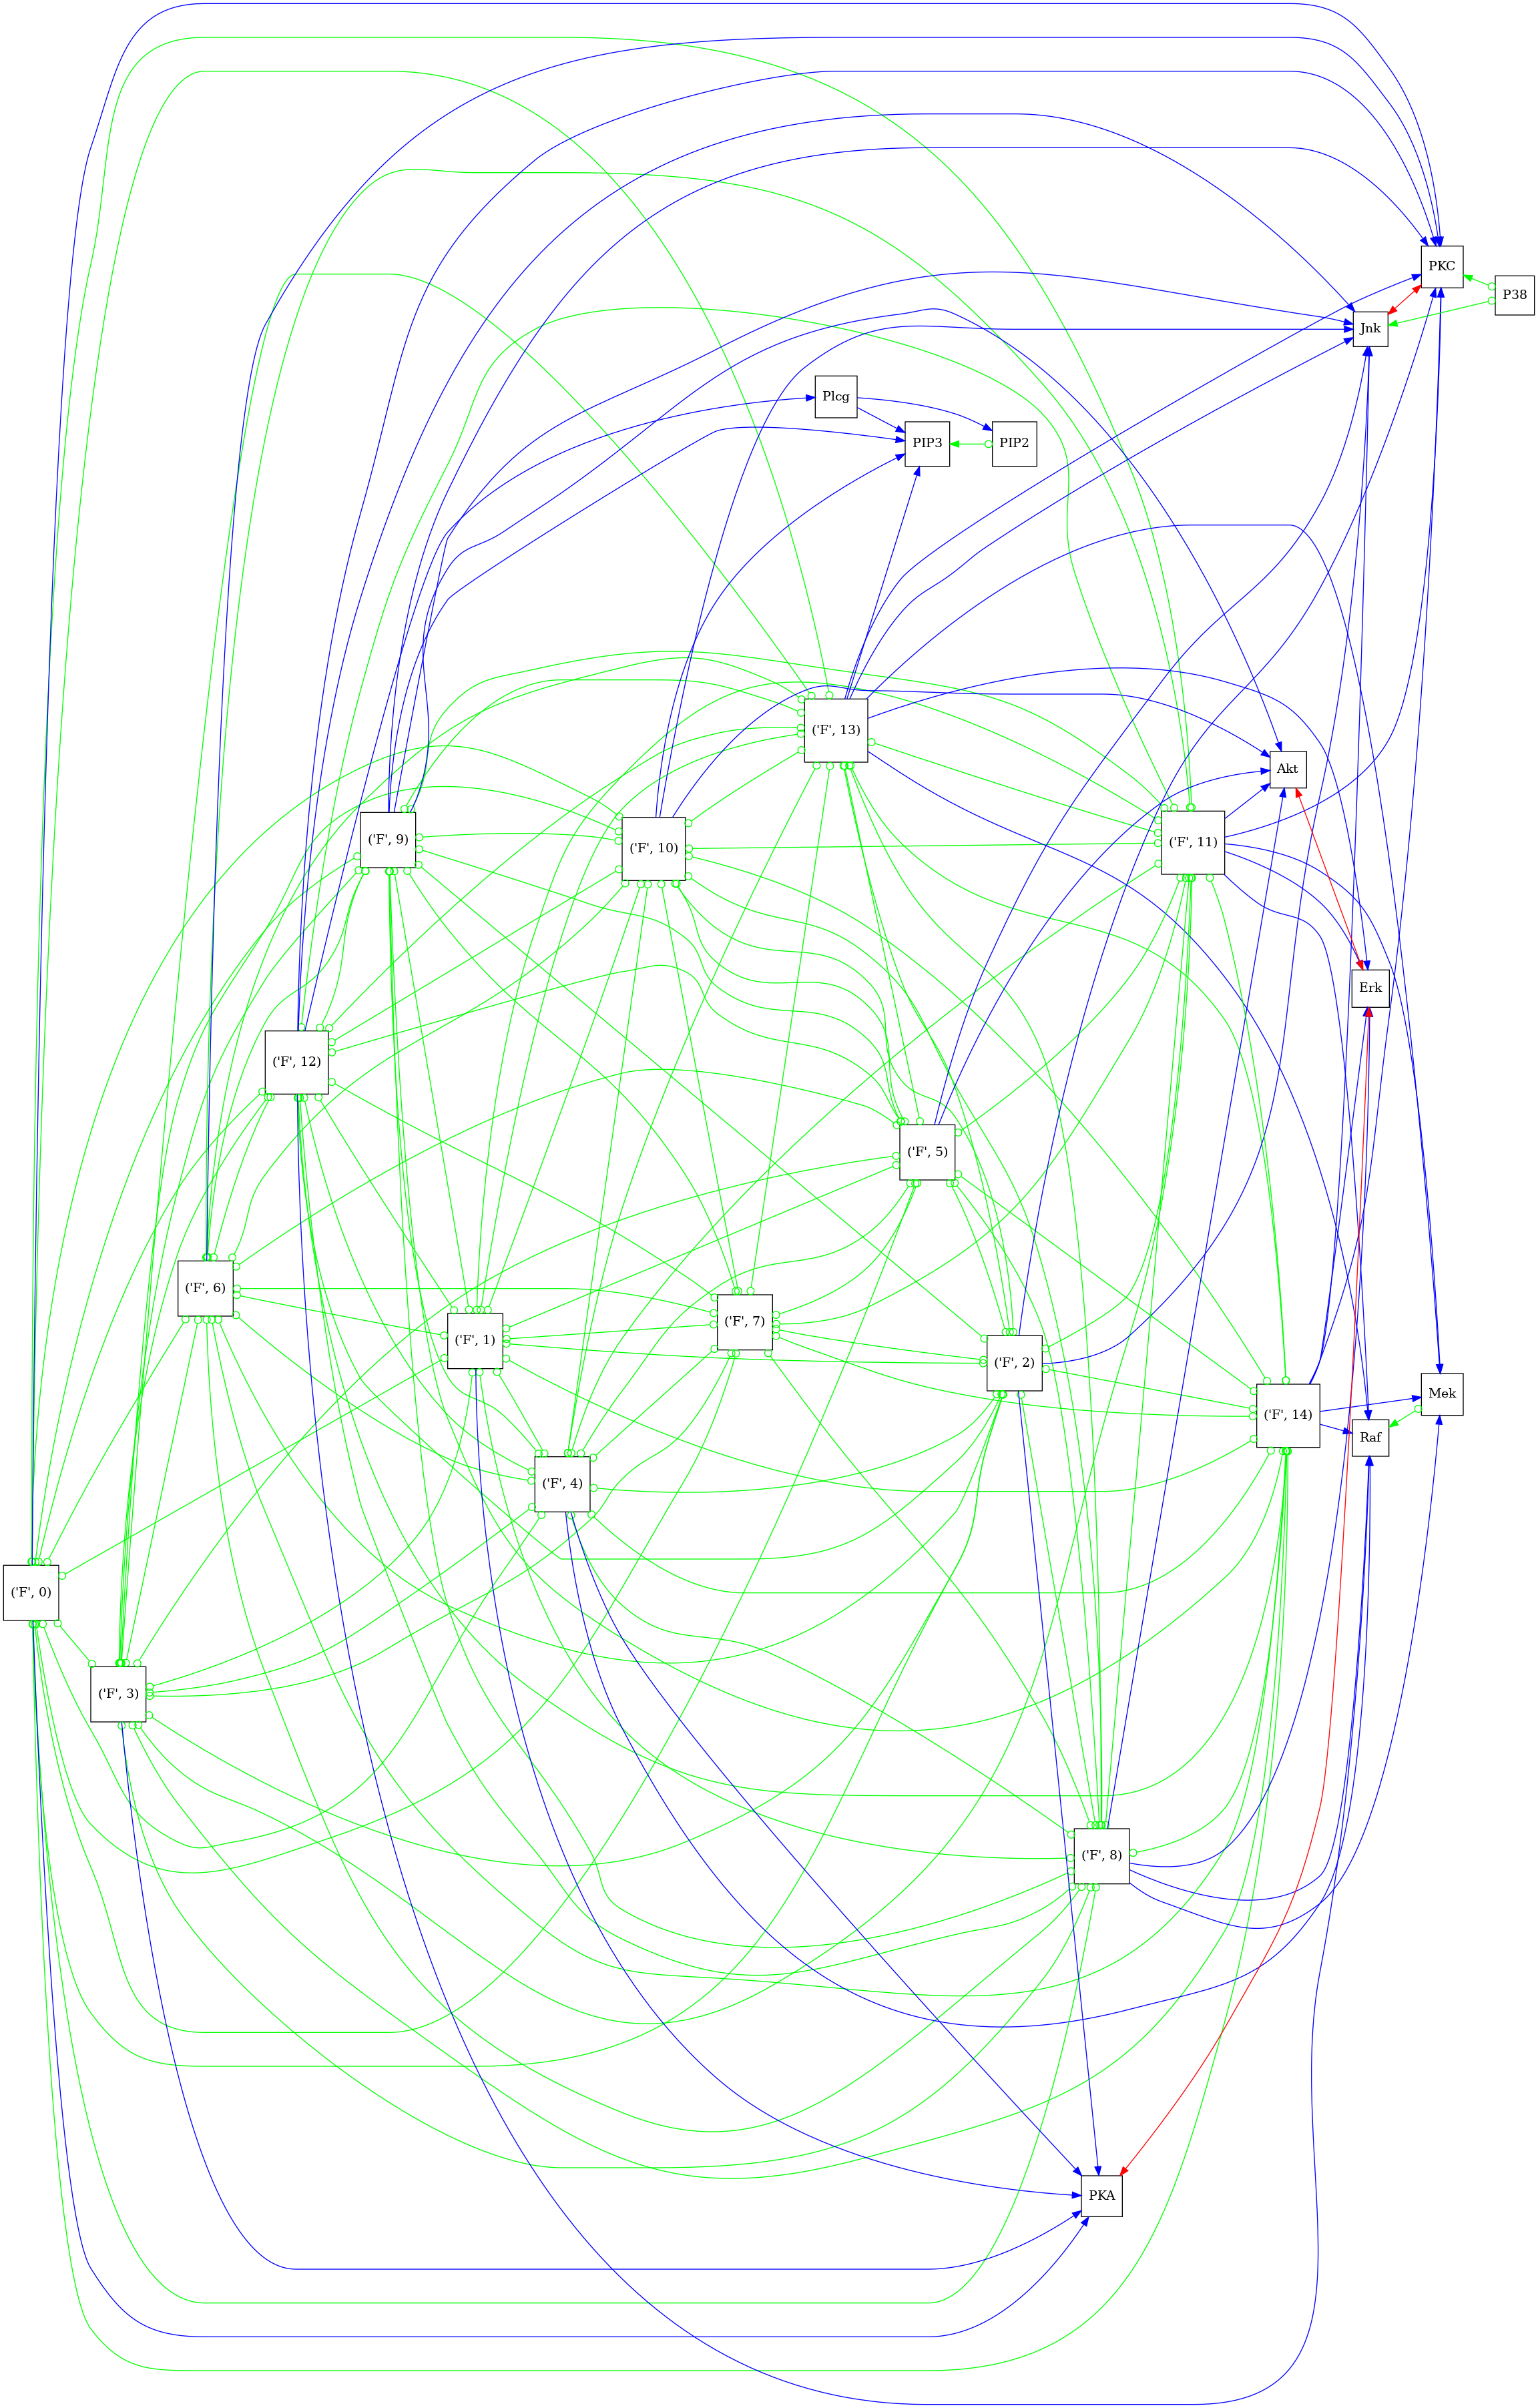 PKC
P38
Jnk
Plcg
PIP3
PIP2
('F', 13)
Akt
('F', 9)
('F', 10)
('F', 11)
Erk
('F', 12)
('F', 5)
('F', 6)
('F', 7)
('F', 1)
('F', 2)
Mek
('F', 14)
Raf
('F', 4)
('F', 0)
('F', 3)
('F', 8)
PKA